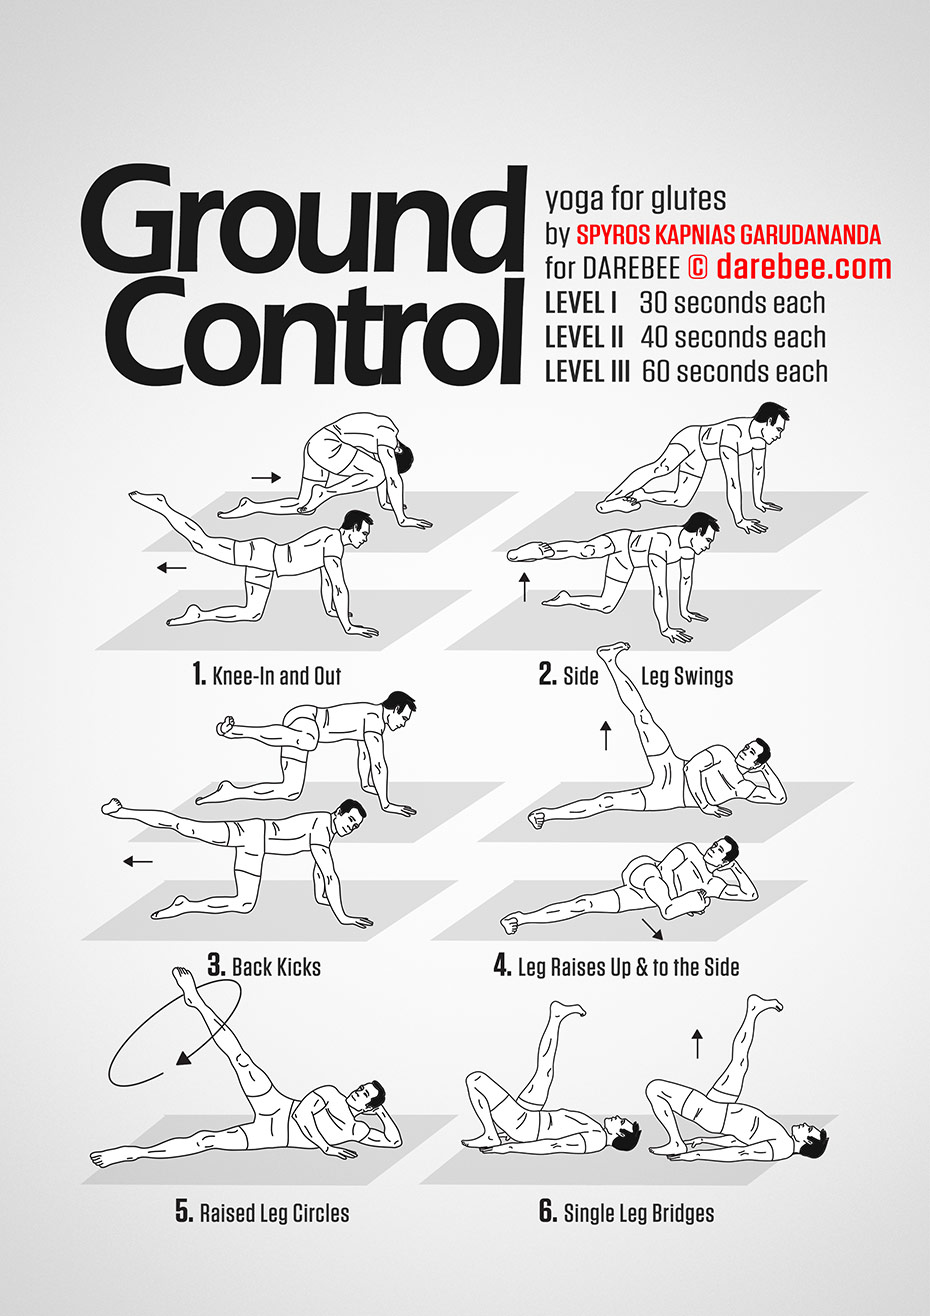 Ground
Control
yoga for glutes
by SPYROS KAPNIAS GARUDANANDA
for DAREBEE © darebee.com
LEVEL I 30 seconds each
LEVEL II 40 seconds each
LEVEL III 60 seconds each
1. Knee-In and Out
2. Side Leg Swings
3. Back Kicks
4. Leg Raises Up & to the Side
5. Raised Leg Circles
6. Single Leg Bridges